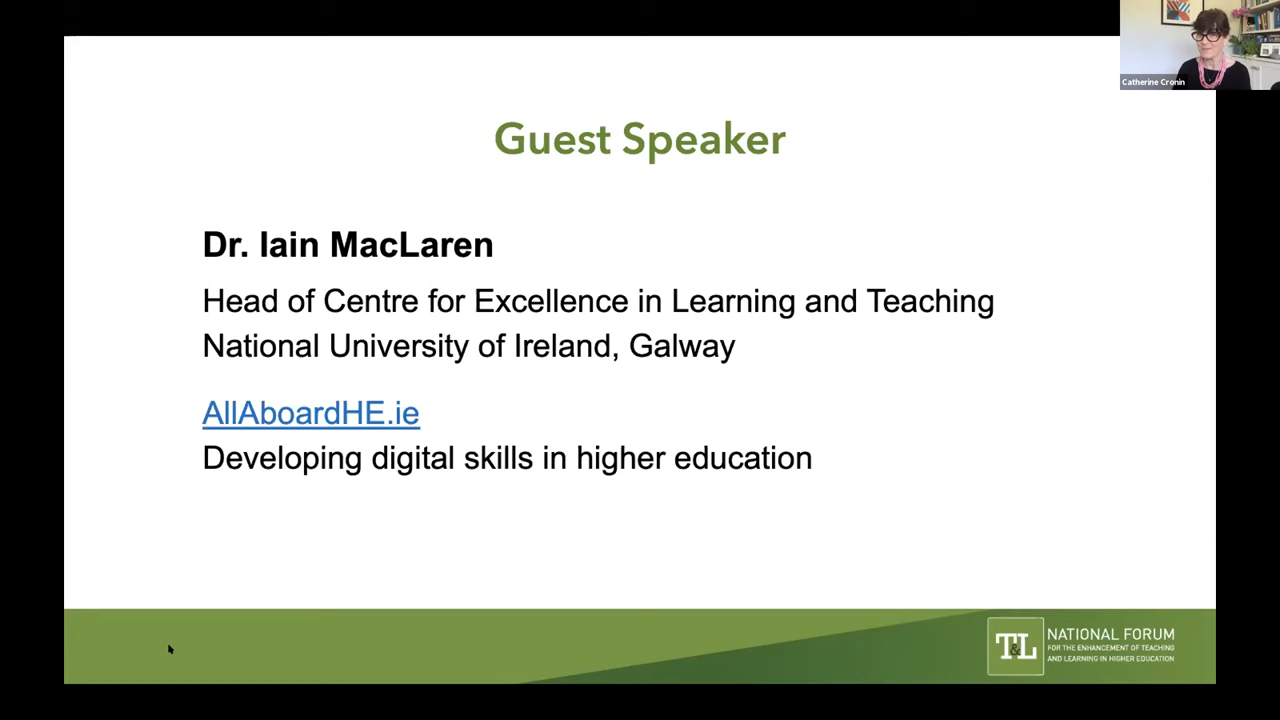 Catherine Cronin
Guest Speaker
Dr. Iain MacLaren
Head of Centre for Excellence in Learning and Teaching
National University of Ireland, Galway
AllAboardHE.ie
Developing digital skills in higher education
T&L
NATIONAL FORUM
FOR THE ENHANCEMENT OF TEACHING
AND LEARNING IN HIGHER EDUCATION